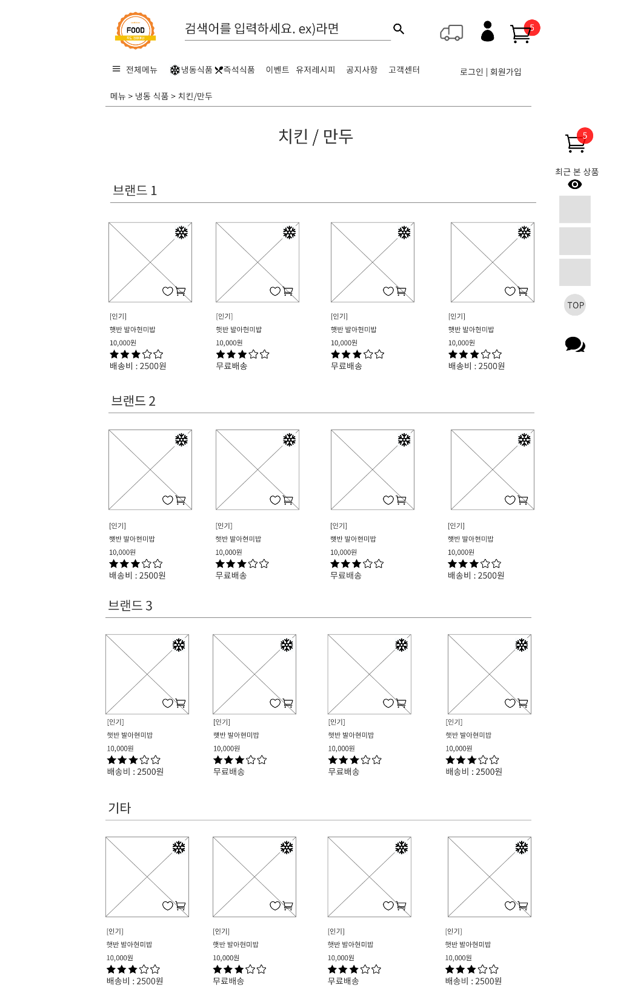 FOOD
검색어를 입력하세요. ex)라면
5
전체메뉴 냉동식품 즉석식품 이벤트 유저레시피 공지사항 고객센터
로그인 | 회원가입
메뉴 > 냉동 식품 > 치킨/만두
치킨 / 만두
5
최근 본 상품
TOP
브랜드 1
[인기] [인기] [인기] [인기]
햇반 발아현미밥 햇반 발아현미밥 햇반 발아현미밥 햇반 발아현미밥
10,000원 10,000원 10,000원 10,000원
배송비 : 2500원 무료배송 무료배송 배송비 : 2500원
브랜드 2
[인기] [인기] [인기] [인기]
햇반 발아현미밥 햇반 발아현미밥 햇반 발아현미밥 햇반 발아현미밥
10,000원 10,000원 10,000원 10,000원
배송비 : 2500원 무료배송 무료배송 배송비 : 2500원
브랜드 3
[인기] [인기] [인기] [인기]
햇반 발아현미밥 햇반 발아현미밥 햇반 발아현미밥 햇반 발아현미밥
10,000원 10,000원 10,000원 10,000원
배송비 : 2500원 무료배송 무료배송 배송비 : 2500원
기타
[인기] [인기] [인기] [인기]
햇반 발아현미밥 햇반 발아현미밥 햇반 발아현미밥 햇반 발아현미밥
10,000원 10,000원 10,000원 10,000원
배송비 : 2500원 무료배송 무료배송 배송비 : 2500원